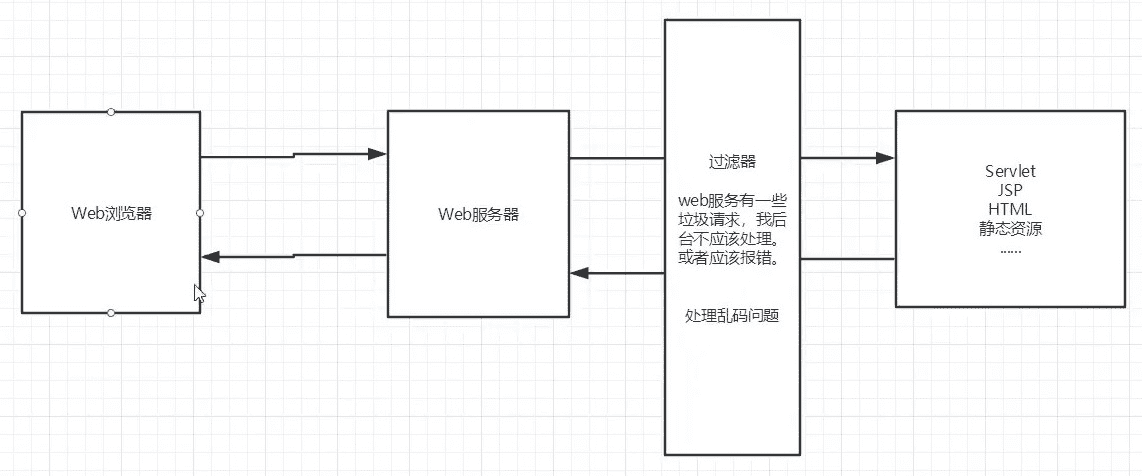 Web浏览器
Web服务器
过滤器
web服务有一些
垃圾请求，我后
台不应该处理。
或者应该报错。
处理乱码问题
Servlet
JSP
HTML
静态资源
......